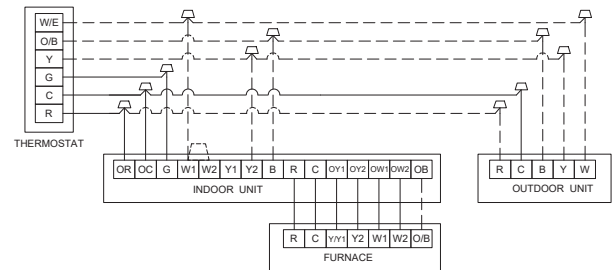 W/E
O/B
Y
G
C
R
THERMOSTAT
OR OC G W1 W2 Y1 Y2 B R C OY1 OY2 OW1 OW2 OB
INDOOR UNIT
R C B Y W
OUTDOOR UNIT
R C Y/Y1 Y2 W1 W2 O/B
FURNACE